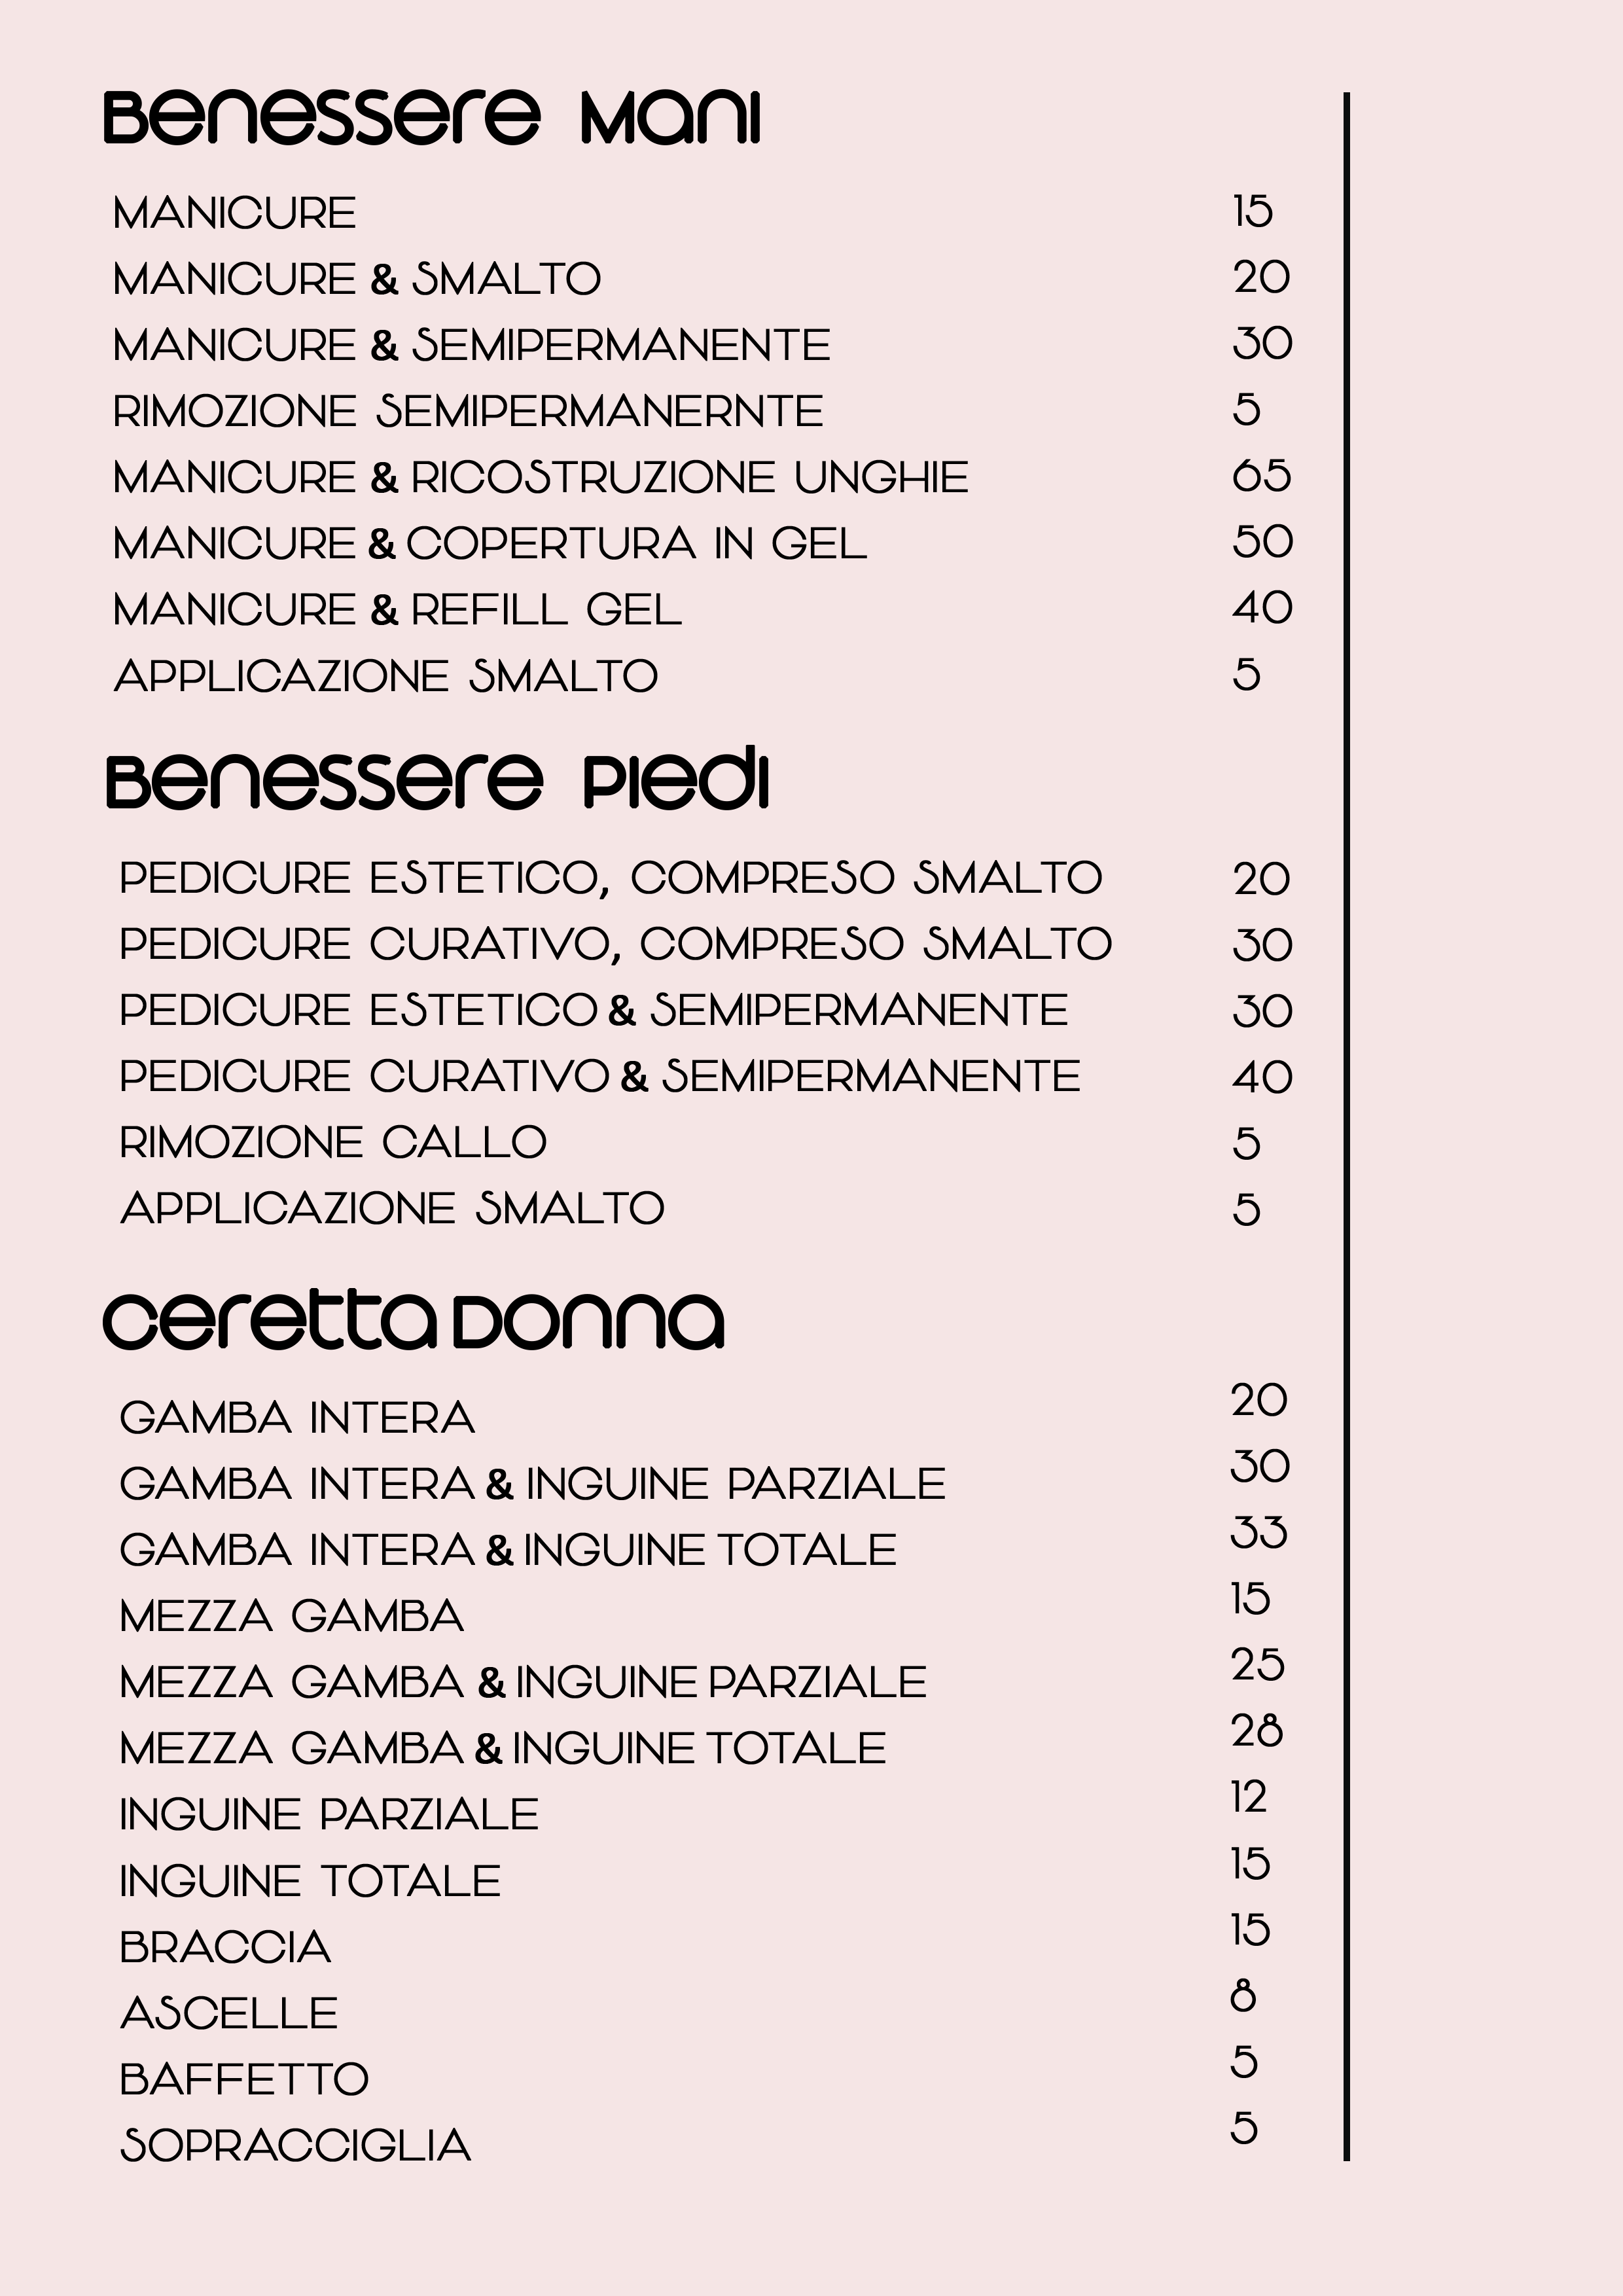 Benessere Mani
MANICURE 15
MANICURE & SMALTO 20
MANICURE & SEMIPERMANENTE 30
RIMOZIONE SEMIPERMANERNTE 5
MANICURE & RICOSTRUZIONE UNGHIE 65
MANICURE & COPERTURA IN GEL 50
MANICURE & REFILL GEL 40
APPLICAZIONE SMALTO 5
Benessere Piedi
PEDICURE ESTETICO, COMPRESO SMALTO 20
PEDICURE CURATIVO, COMPRESO SMALTO 30
PEDICURE ESTETICO & SEMIPERMANENTE 30
PEDICURE CURATIVO & SEMIPERMANENTE 40
RIMOZIONE CALLO 5
APPLICAZIONE SMALTO 5
Ceretta Donna
GAMBA INTERA 20
GAMBA INTERA & INGUINE PARZIALE 30
GAMBA INTERA & INGUINE TOTALE 33
MEZZA GAMBA 15
MEZZA GAMBA & INGUINE PARZIALE 25
MEZZA GAMBA & INGUINE TOTALE 28
INGUINE PARZIALE 12
INGUINE TOTALE 15
BRACCIA 15
ASCELLE 8
BAFFETTO 5
SOPRACCIGLIA 5